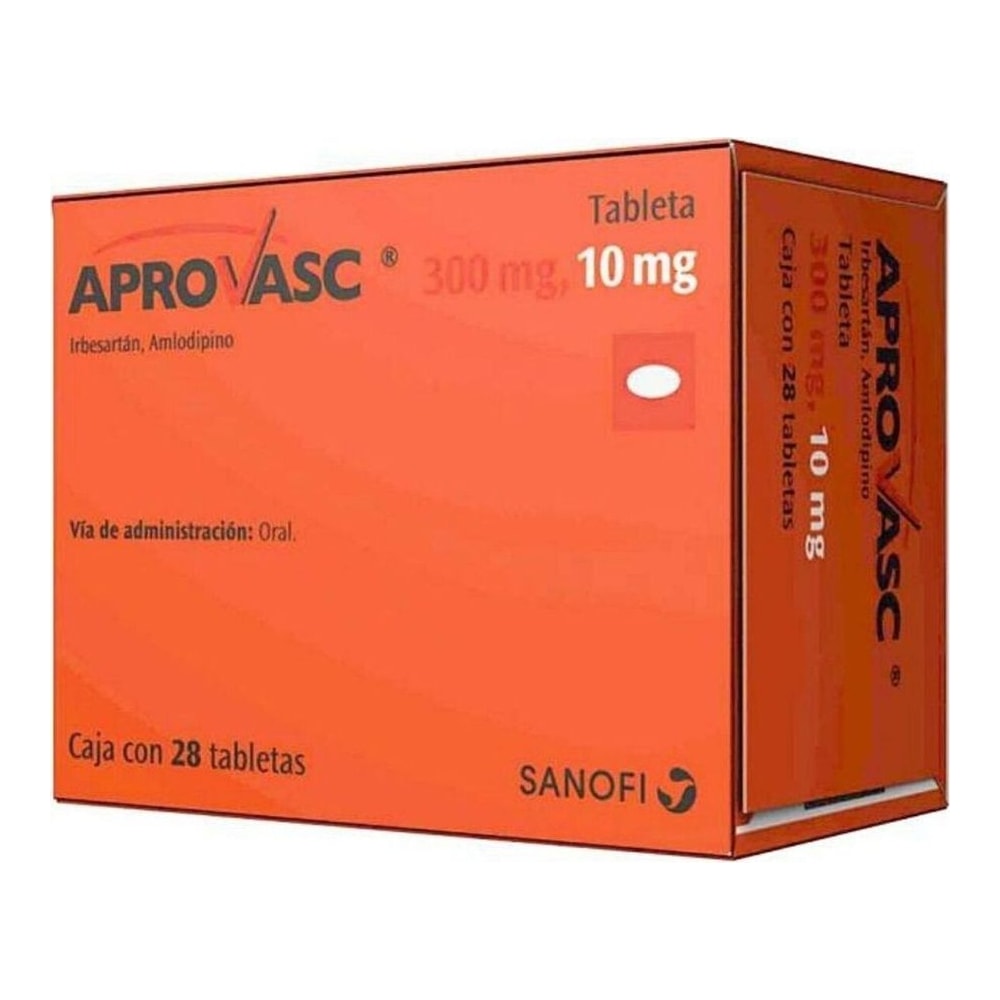 Tableta
APROVASC ® 300 mg, 10 mg
Irbesartán, Amlodipino
Vía de administración: Oral.
Caja con 28 tabletas
SANOFI
APROVASC ®
Irbesartán, Amlodipino
Tableta
300 mg, 10 mg
Caja con 28 tabletas